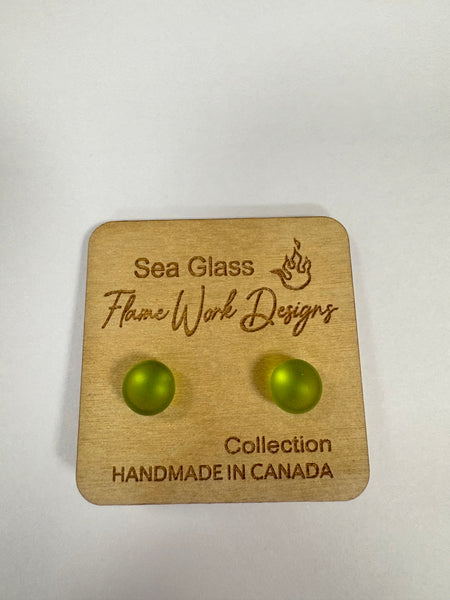 Sea Glass
Flame Work Designs
Collection
HANDMADE IN CANADA